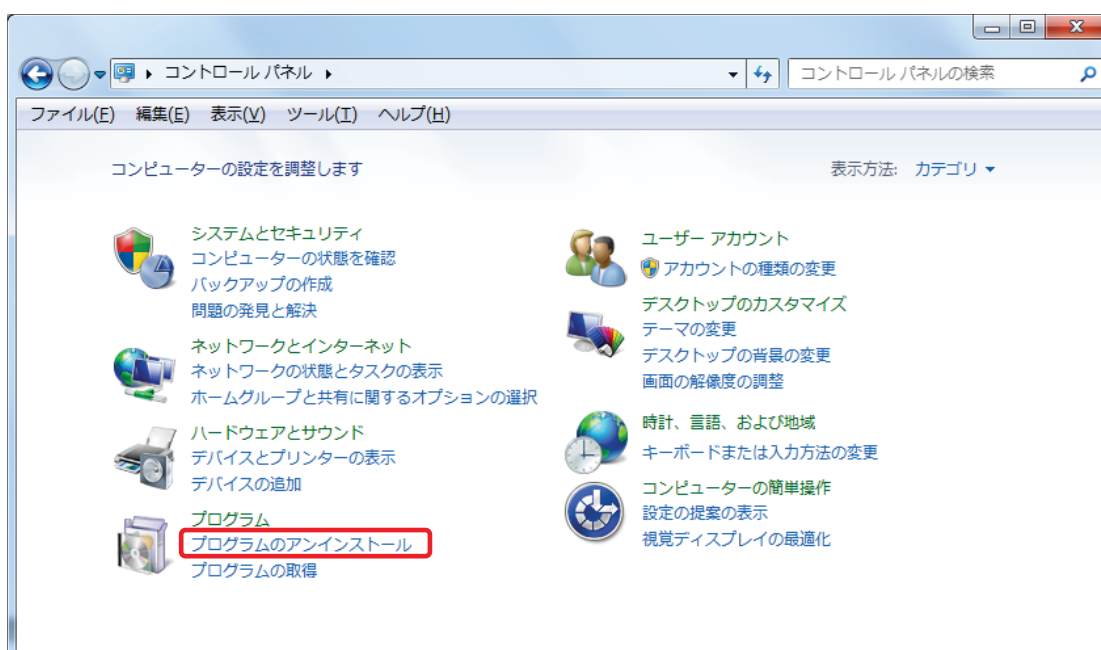 コントロール パネル
コントロール パネルの検索
ファイル(F) 編集(E) 表示(V) ツール(T) ヘルプ(H)
コンピューターの設定を調整します
表示方法: カテゴリ
システムとセキュリティ
コンピューターの状態を確認
バックアップの作成
問題の発見と解決
ネットワークとインターネット
ネットワークの状態とタスクの表示
ホームグループと共有に関するオプションの選択
ハードウェアとサウンド
デバイスとプリンターの表示
デバイスの追加
プログラム
プログラムのアンインストール
プログラムの取得
ユーザー アカウント
アカウントの種類の変更
デスクトップのカスタマイズ
テーマの変更
デスクトップの背景の変更
画面の解像度の調整
時計、言語、および地域
キーボードまたは入力方法の変更
コンピューターの簡単操作
設定の提案の表示
視覚ディスプレイの最適化